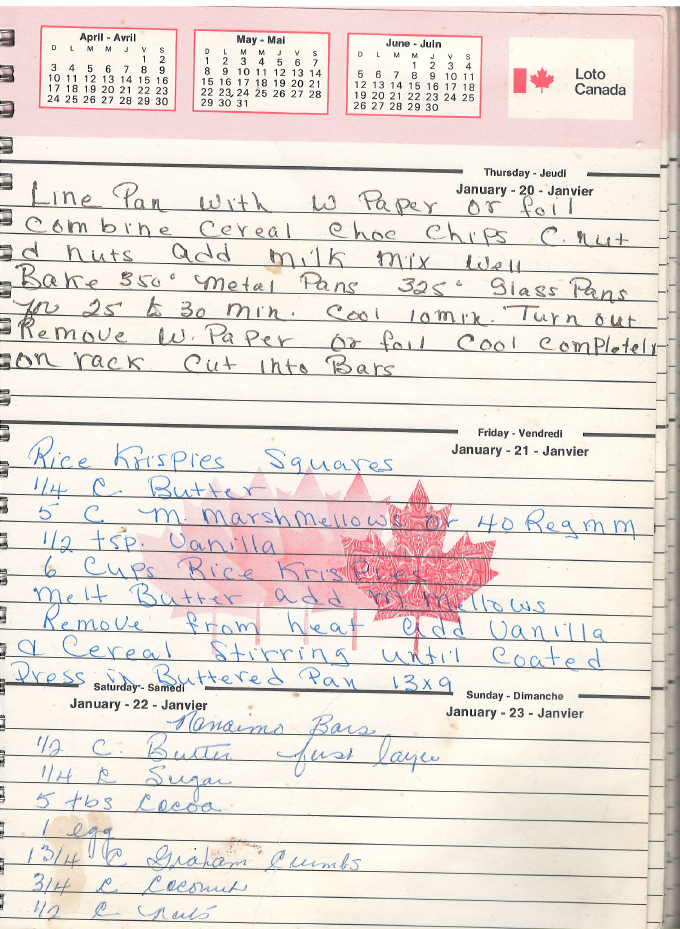 April - Avril
D L M M J V S
1 2
3 4 5 6 7 8 9
10 11 12 13 14 15 16
17 18 19 20 21 22 23
24 25 26 27 28 29 30
May - Mai
D L M M J V S
1 2 3 4 5 6 7
8 9 10 11 12 13 14
15 16 17 18 19 20 21
22 23 24 25 26 27 28
29 30 31
June - Juin
D L M M J V S
1 2 3 4
5 6 7 8 9 10 11
12 13 14 15 16 17 18
19 20 21 22 23 24 25
26 27 28 29 30
Loto
Canada
Thursday - Jeudi
January - 20 - Janvier
Line Pan with W Paper or foil
Combine Cereal Choc Chips C. nut
d nuts add milk mix well
Bake 350° metal Pans 325° Glass Pans
for 25 to 30 min. Cool 10 min. Turn out
Remove W. Paper or foil Cool completely
on rack Cut into Bars
Friday - Vendredi
January - 21 - Janvier
Rice Krispies Squares
1/4 C Butter
5 C m. marshmellows or 40 Reg m m
1/2 tsp. Vanilla
6 Cups Rice Krispies
melt Butter add m mellows
Remove from heat add Vanilla
& Cereal Stirring until Coated
Press in Buttered Pan 13x9
Saturday - Samedi
January - 22 - Janvier
Sunday - Dimanche
January - 23 - Janvier
Nanaimo Bars
1/2 C Butter first layer
1/4 C Sugar
5 tbs Cocoa
1 egg
1 3/4 C Graham Crumbs
3/4 C Coconut
1/2 C nuts